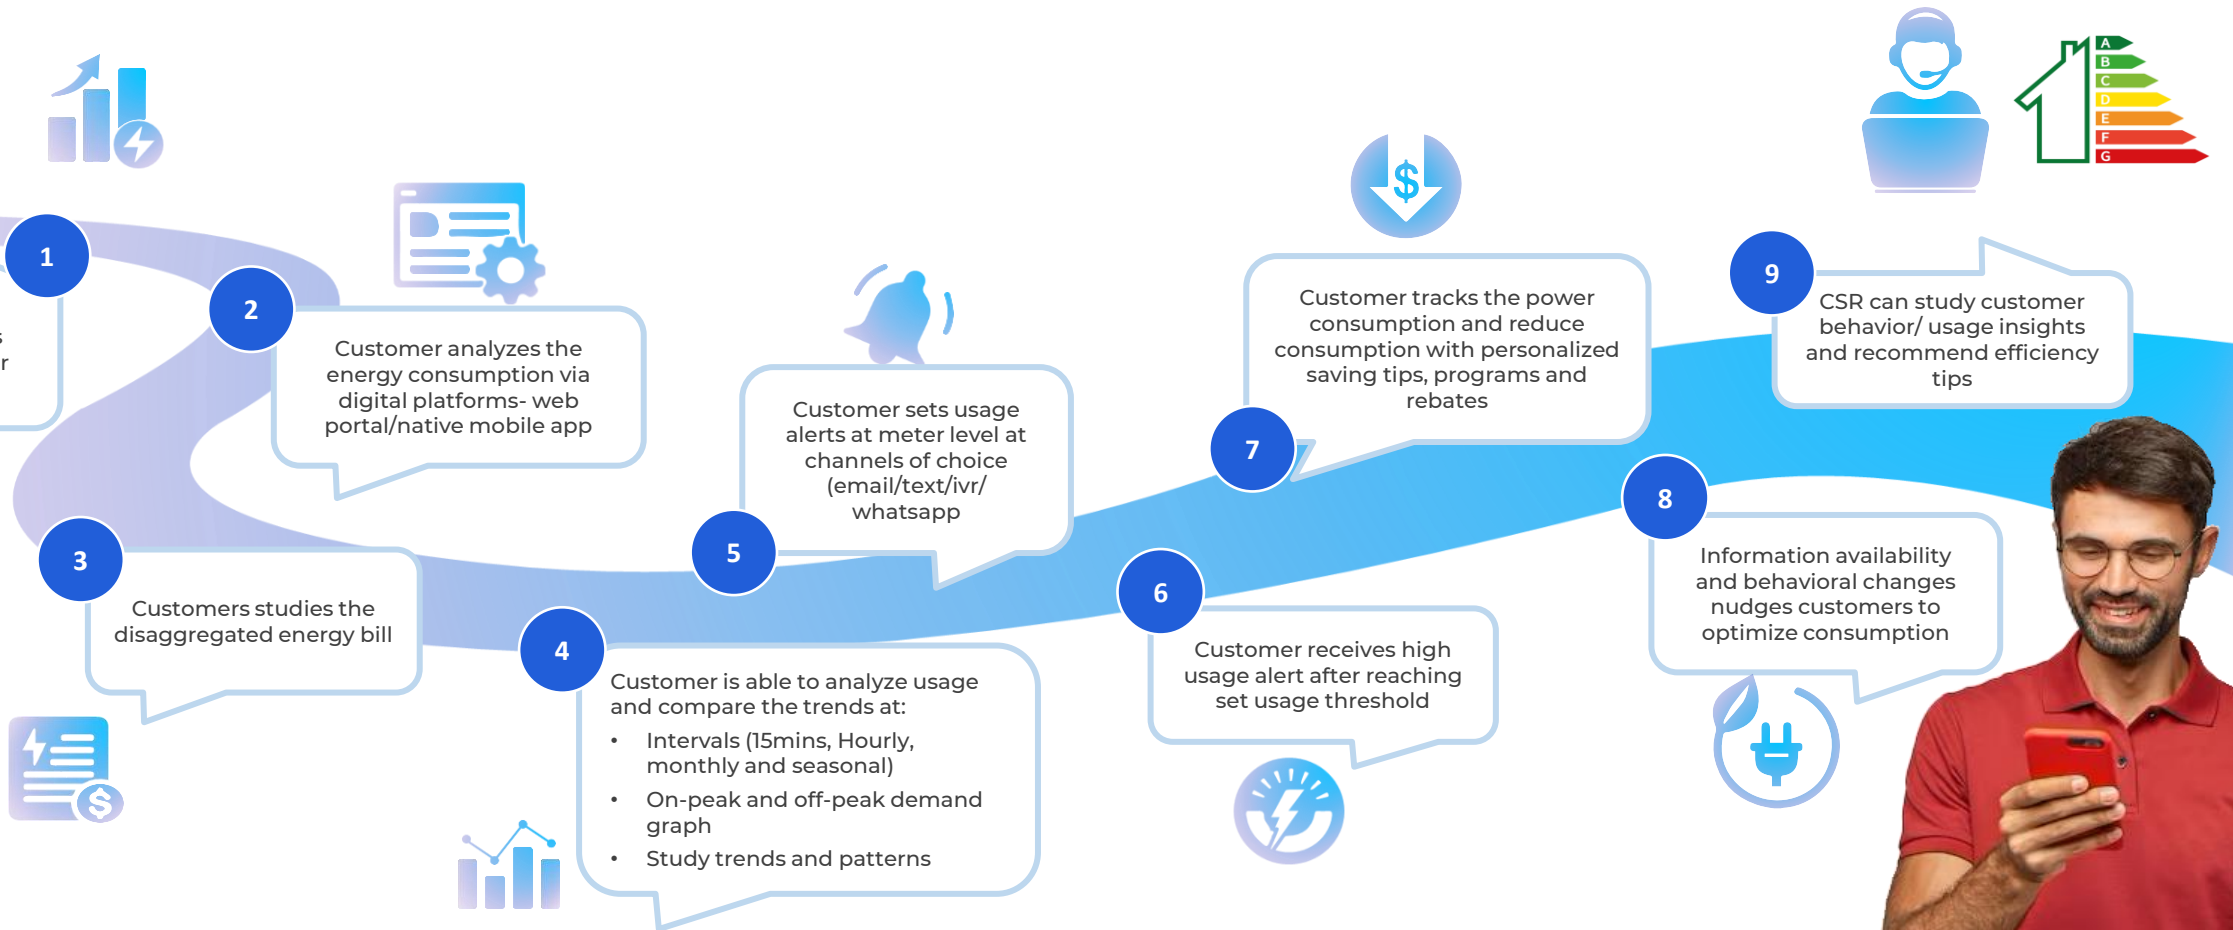 1
s
r
2
Customer analyzes the
energy consumption via
digital platforms- web
portal/native mobile app
3
Customers studies the
disaggregated energy bill
4
Customer is able to analyze usage
and compare the trends at:
• Intervals (15mins, Hourly,
monthly and seasonal)
• On-peak and off-peak demand
graph
• Study trends and patterns
5
Customer sets usage
alerts at meter level at
channels of choice
(email/text/ivr/
whatsapp
6
Customer receives high
usage alert after reaching
set usage threshold
$
7
Customer tracks the power
consumption and reduce
consumption with personalized
saving tips, programs and
rebates
8
Information availability
and behavioral changes
nudges customers to
optimize consumption
9
CSR can study customer
behavior/ usage insights
and recommend efficiency
tips
A
B
C
D
E
F
G
$